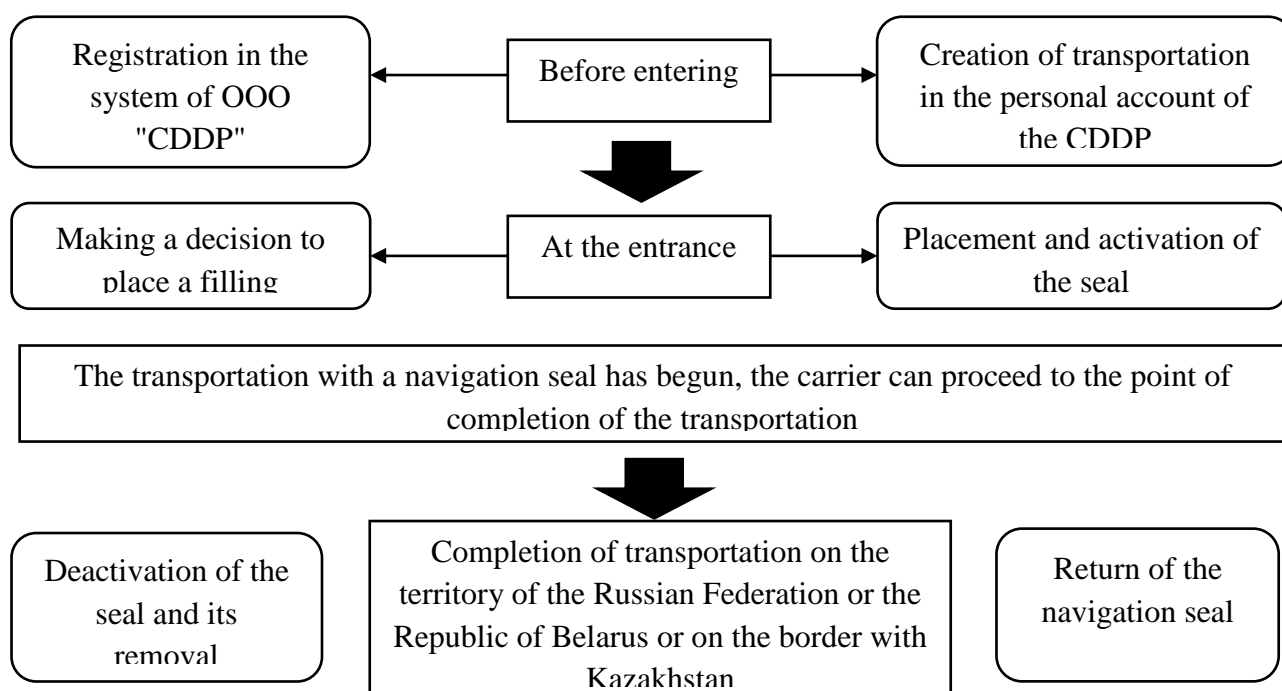 Registration in the
system of OOO
"CDDP"
Before entering
Creation of transportation
in the personal account of
the CDDP
Making a decision to
place a filling
At the entrance
Placement and activation of
the seal
The transportation with a navigation seal has begun, the carrier can proceed to the point of
completion of the transportation
Deactivation of the
seal and its
removal
Completion of transportation on the
territory of the Russian Federation or the
Republic of Belarus or on the border with
Kazakhstan
Return of the
navigation seal